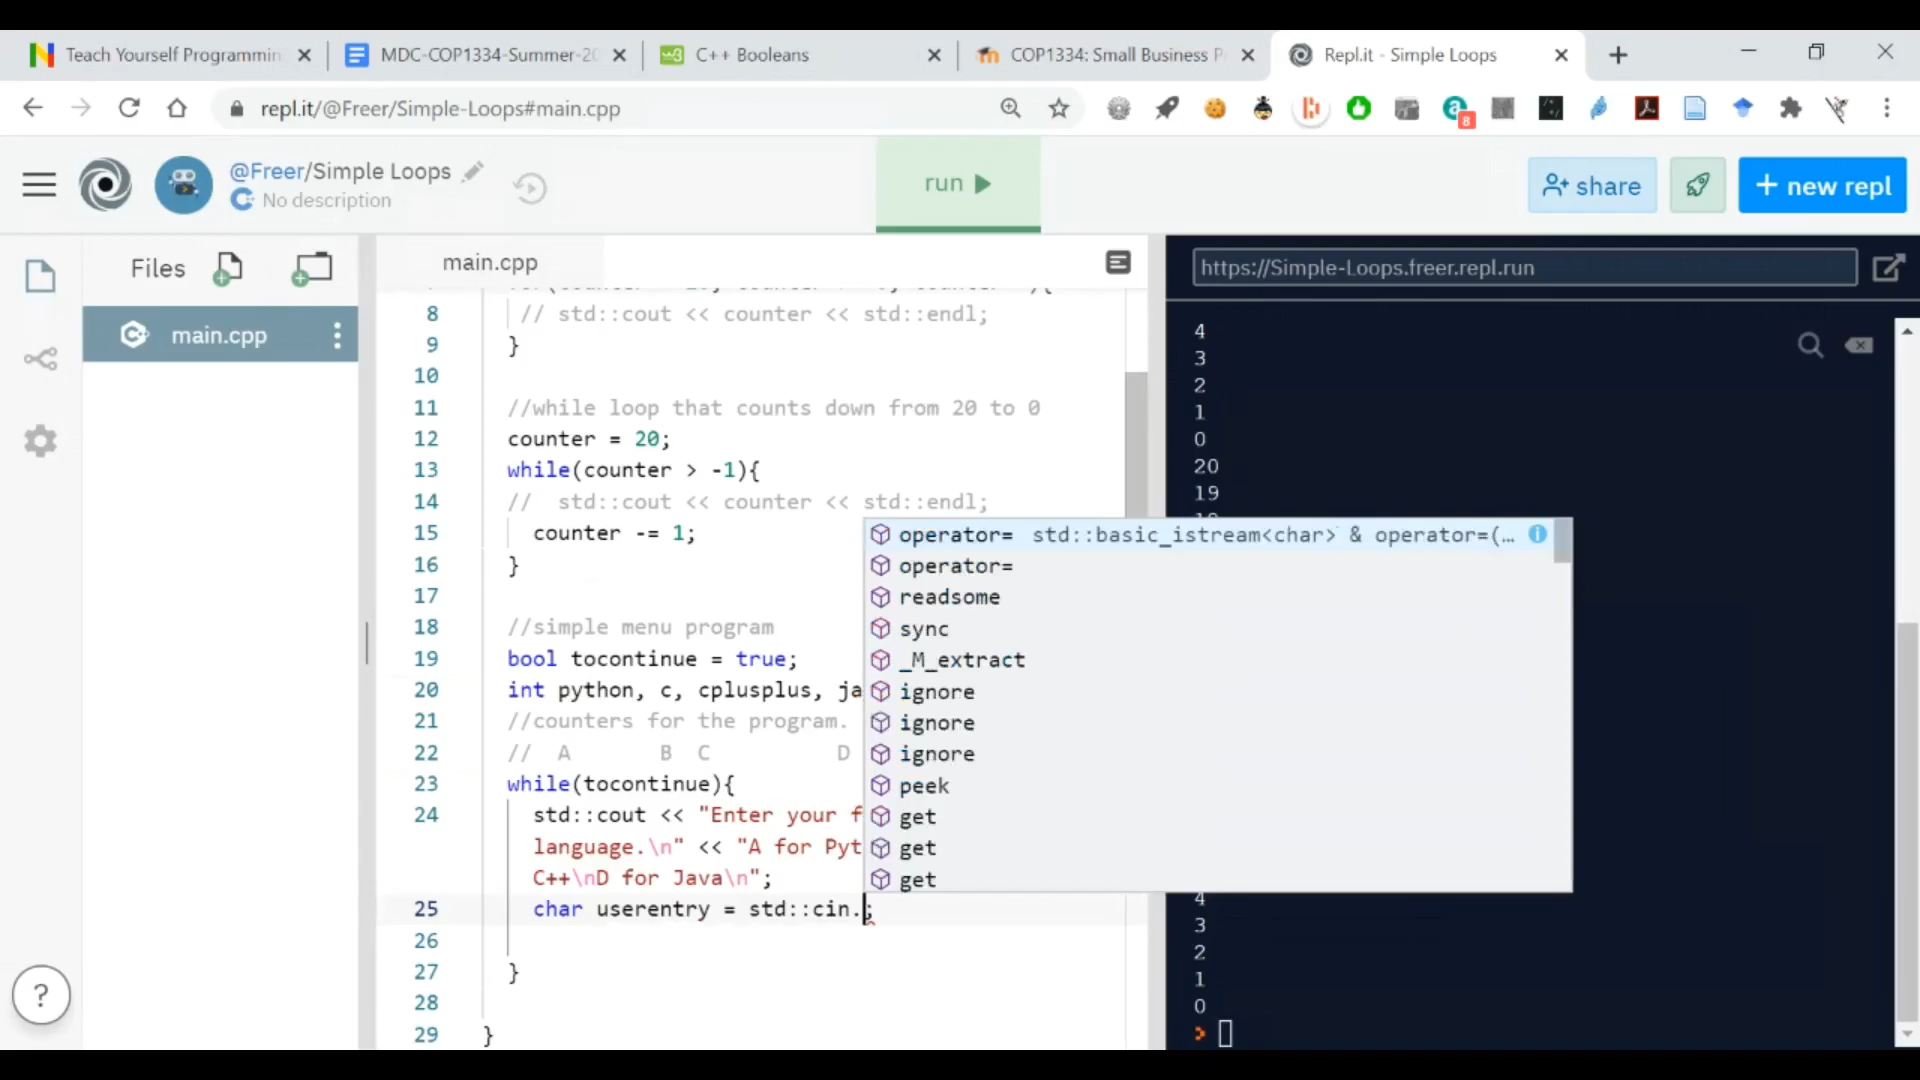 Teach Yourself Programmin
MDC-COP1334-Summer-20
C++ Booleans
COP1334: Small Business P
Repl.it - Simple Loops
repl.it/@Freer/Simple-Loops#main.cpp
8
@Freer/Simple Loops
No description
run
share
+ new repl
Files
main.cpp
main.cpp
https://Simple-Loops.freer.repl.run
8 // std::cout << counter << std::endl;
9 }
10
11 //while loop that counts down from 20 to 0
12 counter = 20;
13 while(counter > -1){
14 // std::cout << counter << std::endl;
15 counter -= 1;
16 }
17
18 //simple menu program
19 bool tocontinue = true;
20 int python, c, cplusplus, ja
21 //counters for the program.
22 // A B C D
23 while(tocontinue){
24 std::cout << "Enter your f
language.\n" << "A for Pyt
C++\nD for Java\n";
25 char userentry = std::cin.;
26
27 }
28
29 }
operator= std::basic_istream<char> & operator=(…
operator=
readsome
sync
_M_extract
ignore
ignore
ignore
peek
get
get
get
4
3
2
1
0
20
19
4
3
2
1
0
>
?